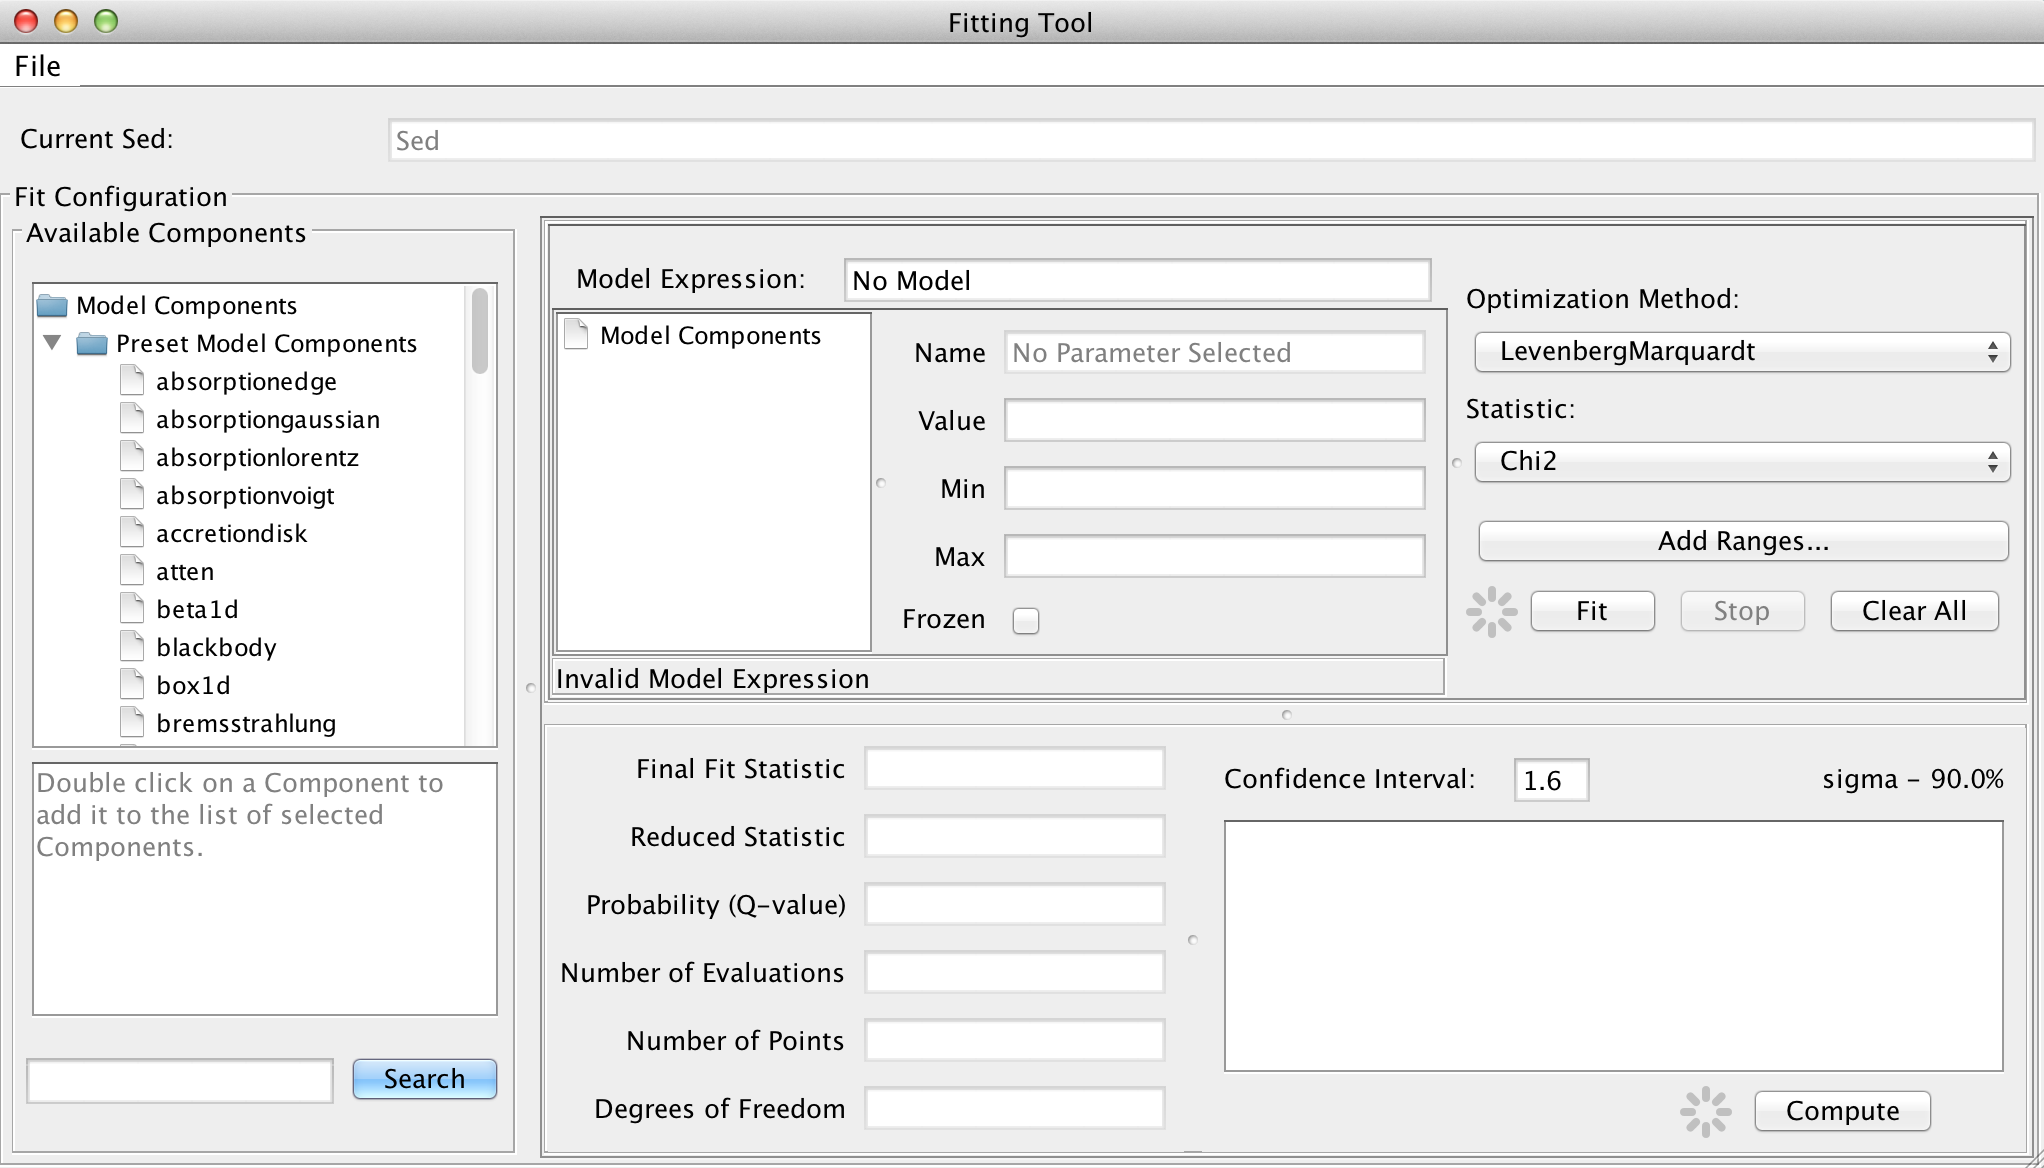 Fitting Tool
File
Current Sed:
Sed
Fit Configuration
Available Components
Model Components
Preset Model Components
absorptionedge
absorptiongaussian
absorptionlorentz
absorptionvoigt
accretiondisk
atten
beta1d
blackbody
box1d
bremsstrahlung
Double click on a Component to
add it to the list of selected
Components.
Search
Model Expression:
No Model
Model Components
Name
No Parameter Selected
Value
Min
Max
Frozen
Invalid Model Expression
Optimization Method:
LevenbergMarquardt
Statistic:
Chi2
Add Ranges...
Fit
Stop
Clear All
Final Fit Statistic
Reduced Statistic
Probability (Q-value)
Number of Evaluations
Number of Points
Degrees of Freedom
Confidence Interval:
1.6
sigma - 90.0%
Compute